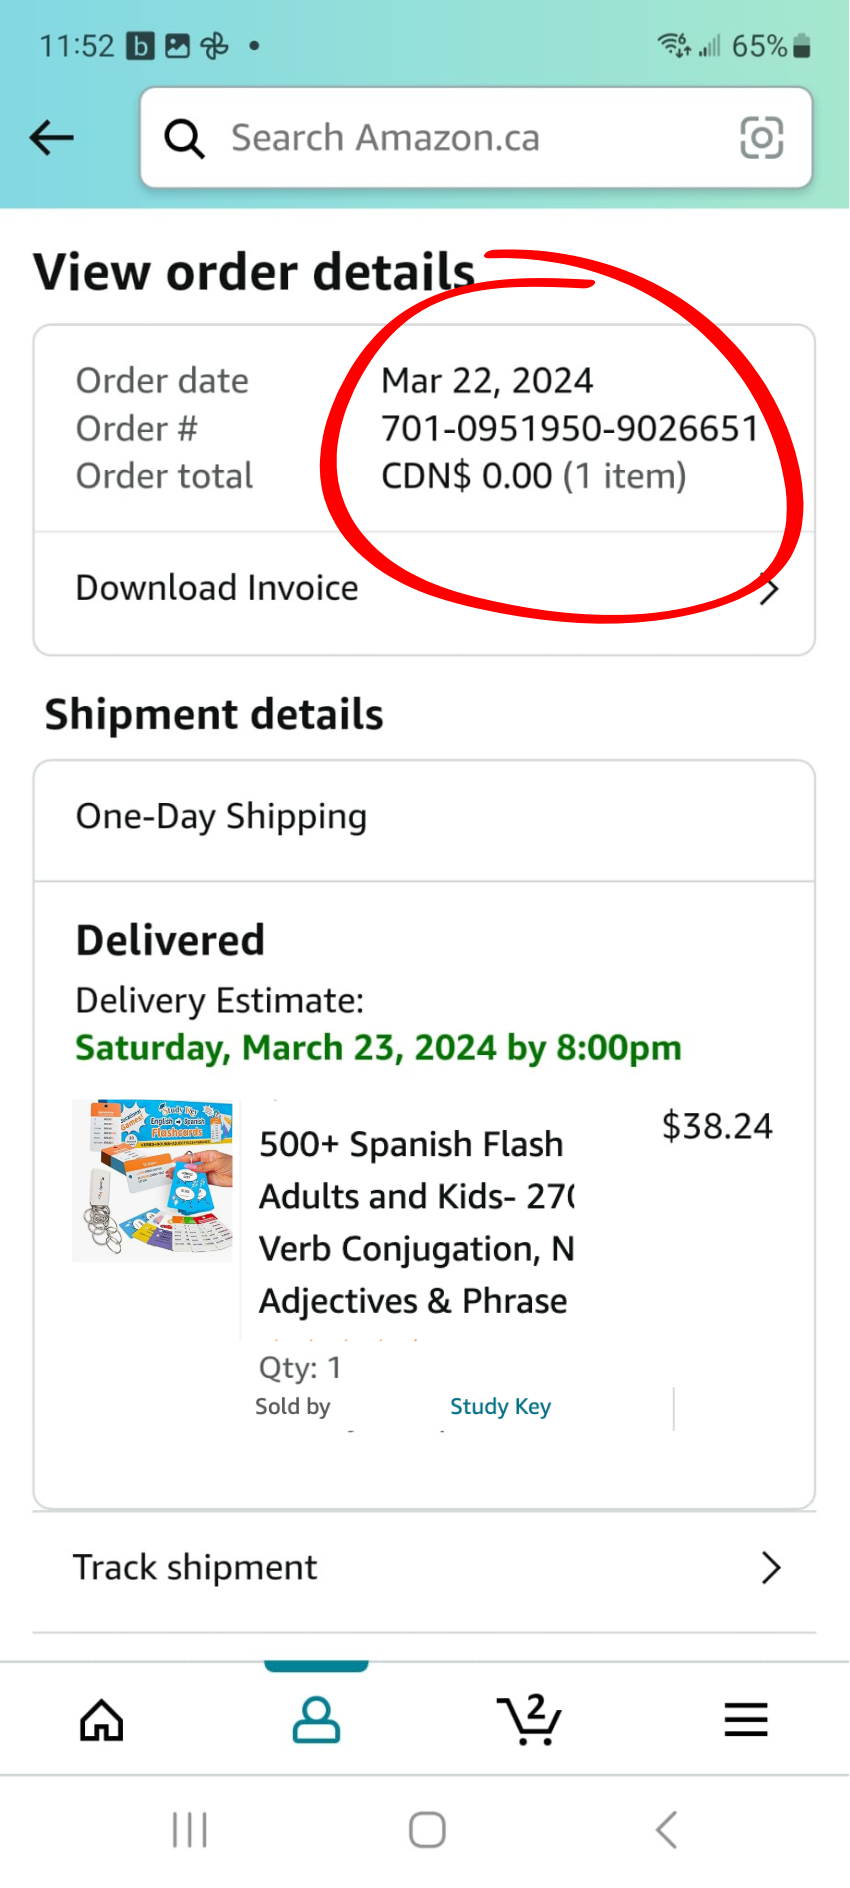 11:52
65%
Search Amazon.ca
View order details
Order date Mar 22, 2024
Order # 701-0951950-9026651
Order total CDN$ 0.00 (1 item)
Download Invoice
Shipment details
One-Day Shipping
Delivered
Delivery Estimate:
Saturday, March 23, 2024 by 8:00pm
Study Key
English Spanish
Flashcards
$38.24
500+ Spanish Flash
Adults and Kids- 270
Verb Conjugation, N
Adjectives & Phrase
Qty: 1
Sold by Study Key
Track shipment
2